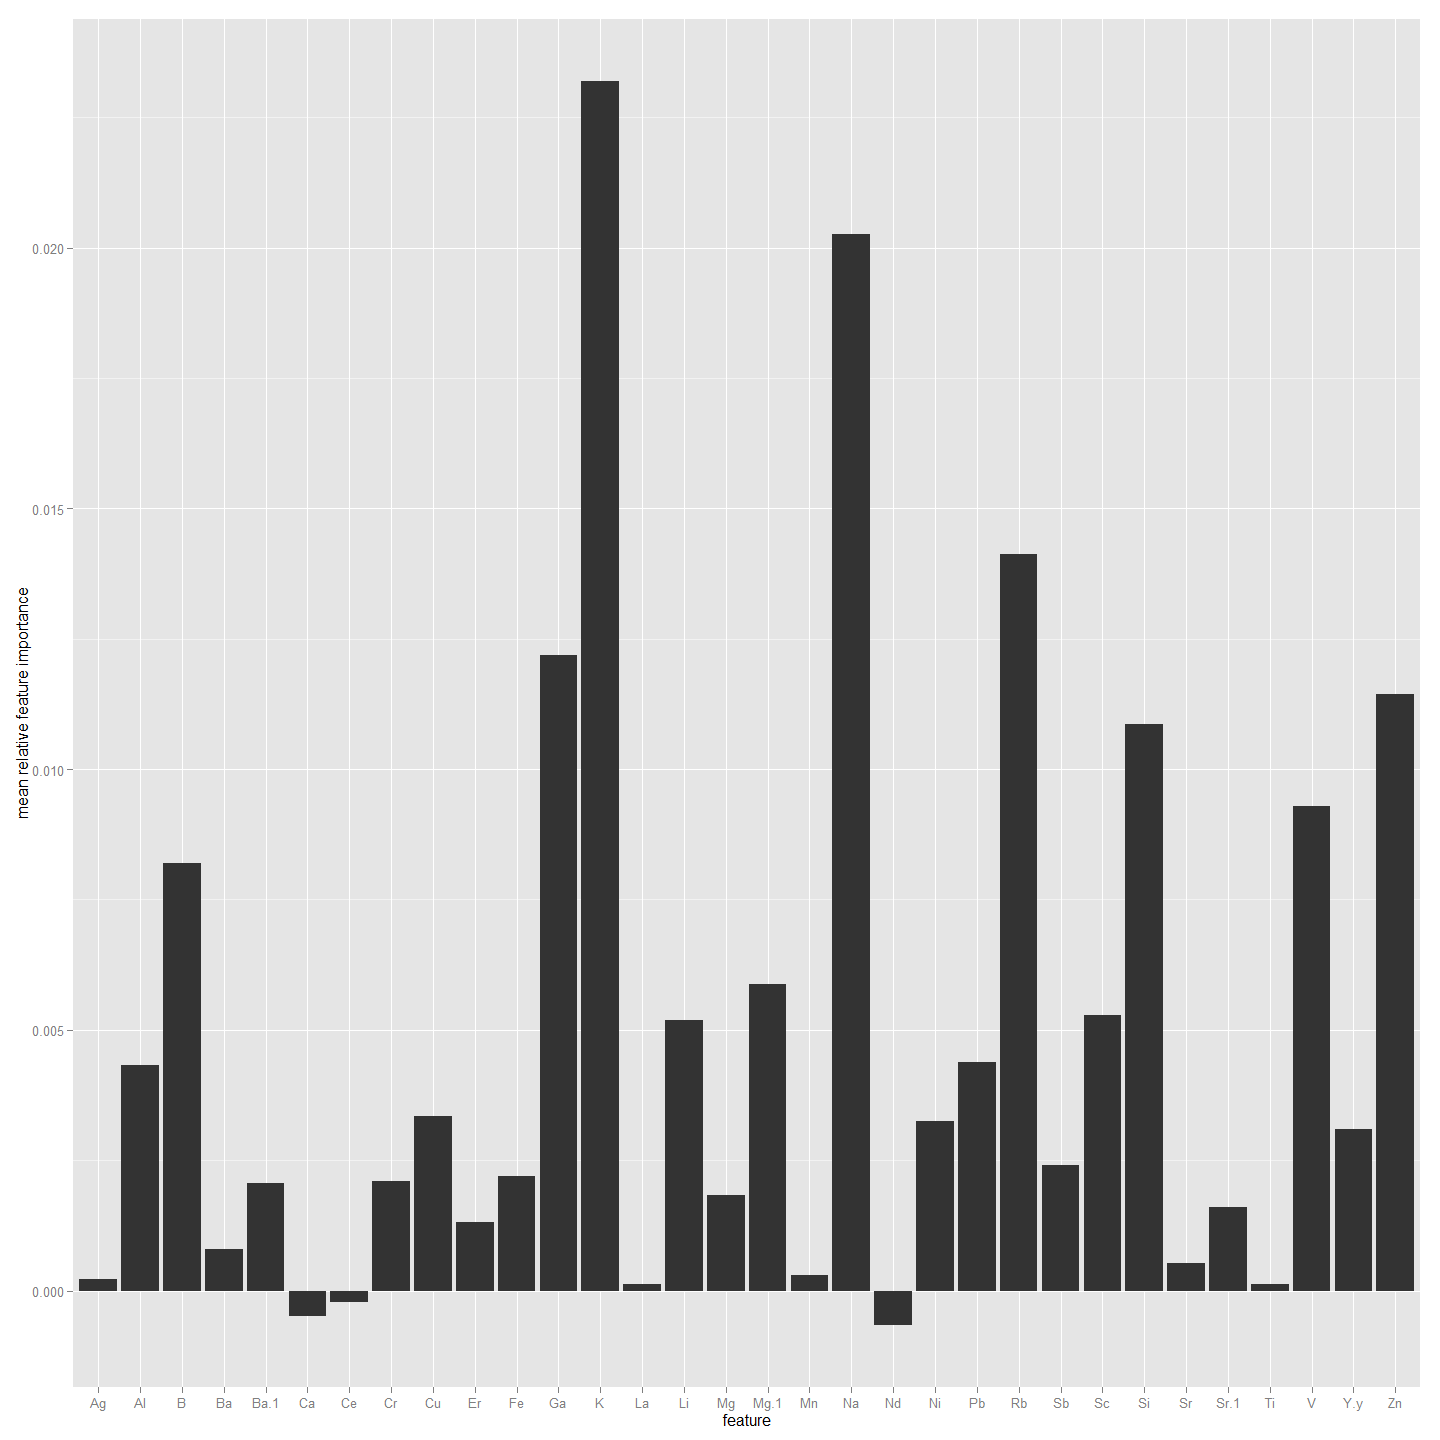 mean relative feature importance
0.020
0.015
0.010
0.005
0.000
Ag Al B Ba Ba.1 Ca Ce Cr Cu Er Fe Ga K La Li Mg Mg.1 Mn Na Nd Ni Pb Rb Sb Sc Si Sr Sr.1 Ti V Y.y Zn
feature